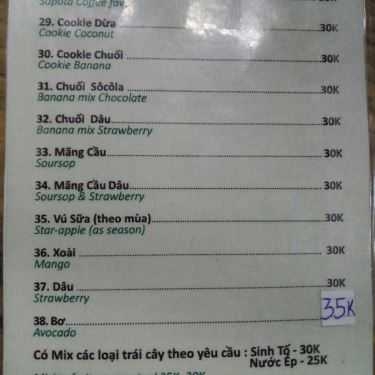 Sapota Coffee fav
29. Cookie Dừa 30K
Cookie Coconut
30. Cookie Chuối 30K
Cookie Banana
31. Chuối Sôcôla 30K
Banana mix Chocolate
32. Chuối Dâu 30K
Banana mix Strawberry
33. Mãng Cầu 30K
Soursop
34. Mãng Cầu Dâu 30K
Soursop & Strawberry
35. Vú Sữa (theo mùa) 30K
Star-apple (as season)
36. Xoài 30K
Mango
37. Dâu 30K
Strawberry
38. Bơ 35K
Avocado
Có Mix các loại trái cây theo yêu cầu : Sinh Tố - 30K
Nước Ép - 25K